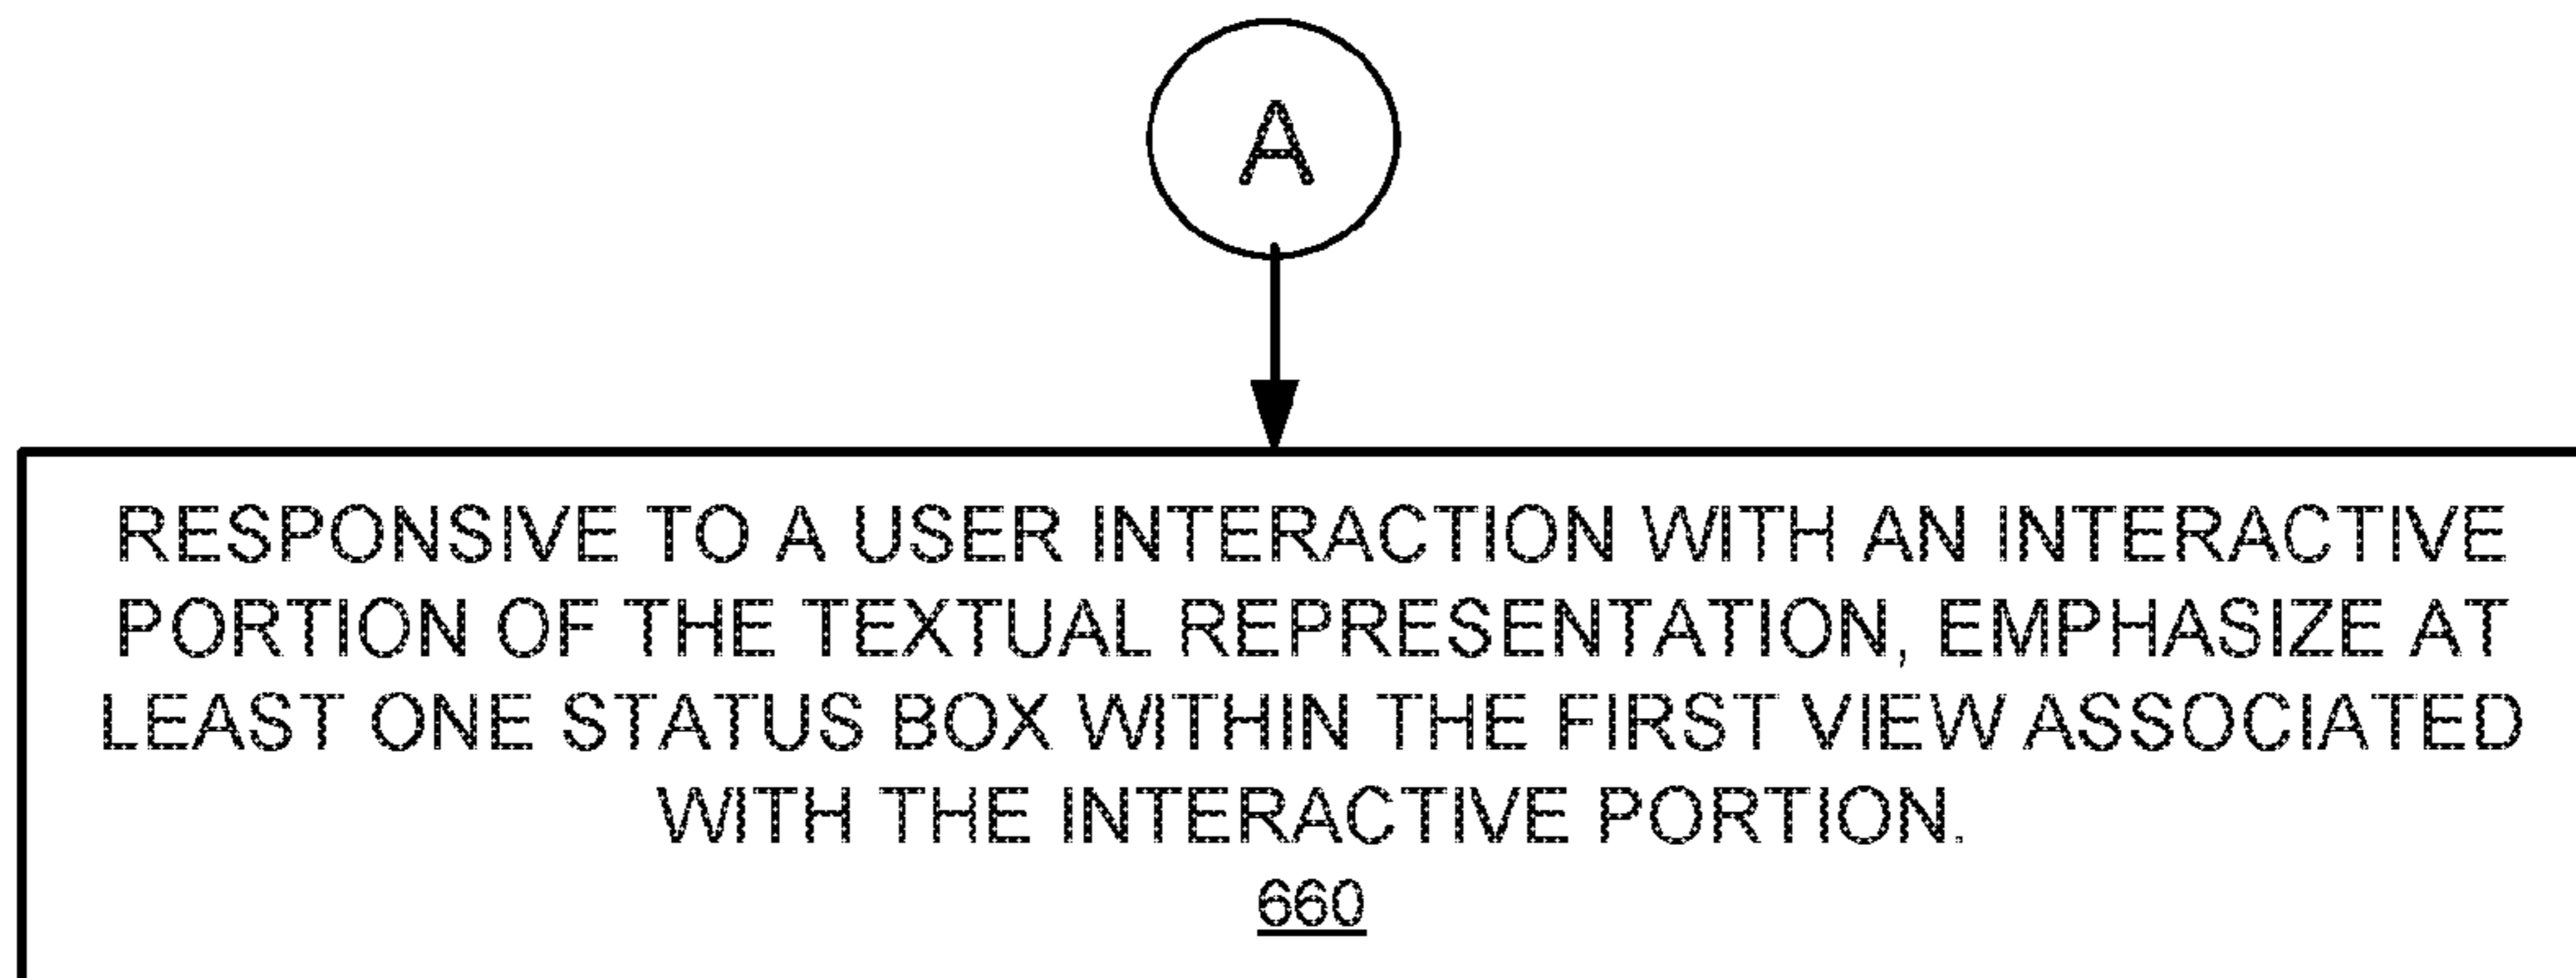 A
RESPONSIVE TO A USER INTERACTION WITH AN INTERACTIVE
PORTION OF THE TEXTUAL REPRESENTATION, EMPHASIZE AT
LEAST ONE STATUS BOX WITHIN THE FIRST VIEW ASSOCIATED
WITH THE INTERACTIVE PORTION.
660